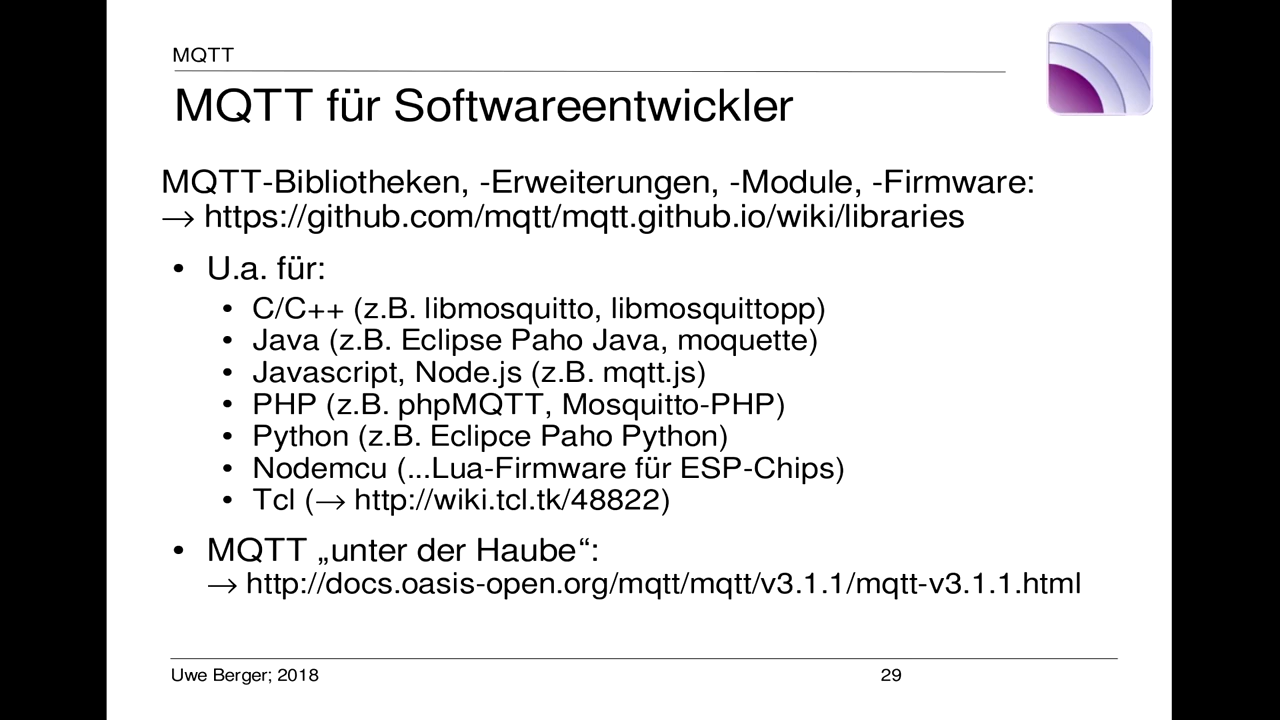 MQTT
MQTT für Softwareentwickler
MQTT-Bibliotheken, -Erweiterungen, -Module, -Firmware:
→ https://github.com/mqtt/mqtt.github.io/wiki/libraries
• U.a. für:
• C/C++ (z.B. libmosquitto, libmosquittopp)
• Java (z.B. Eclipse Paho Java, moquette)
• Javascript, Node.js (z.B. mqtt.js)
• PHP (z.B. phpMQTT, Mosquitto-PHP)
• Python (z.B. Eclipce Paho Python)
• Nodemcu (...Lua-Firmware für ESP-Chips)
• Tcl (→ http://wiki.tcl.tk/48822)
• MQTT „unter der Haube“:
→ http://docs.oasis-open.org/mqtt/mqtt/v3.1.1/mqtt-v3.1.1.html
Uwe Berger; 2018
29